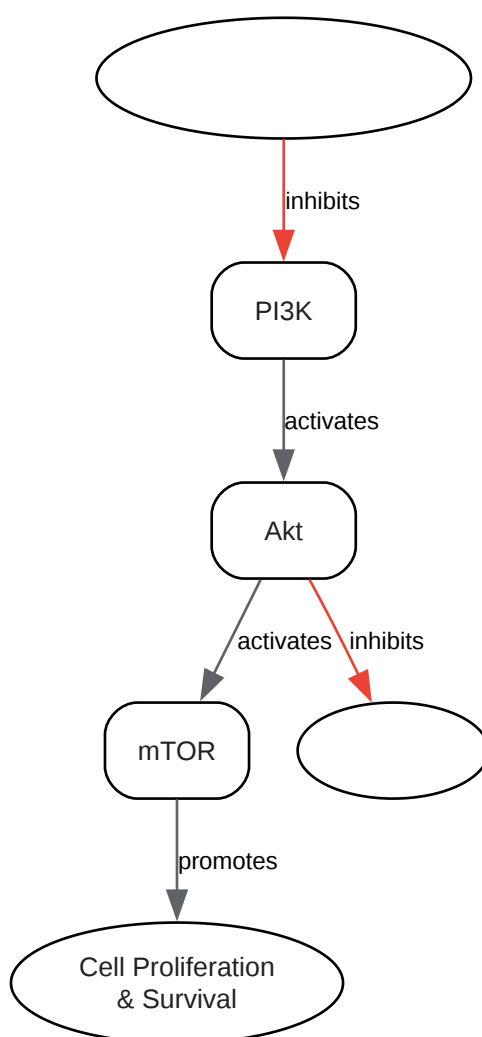 inhibits
PI3K
activates
Akt
activates inhibits
mTOR
promotes
Cell Proliferation
& Survival